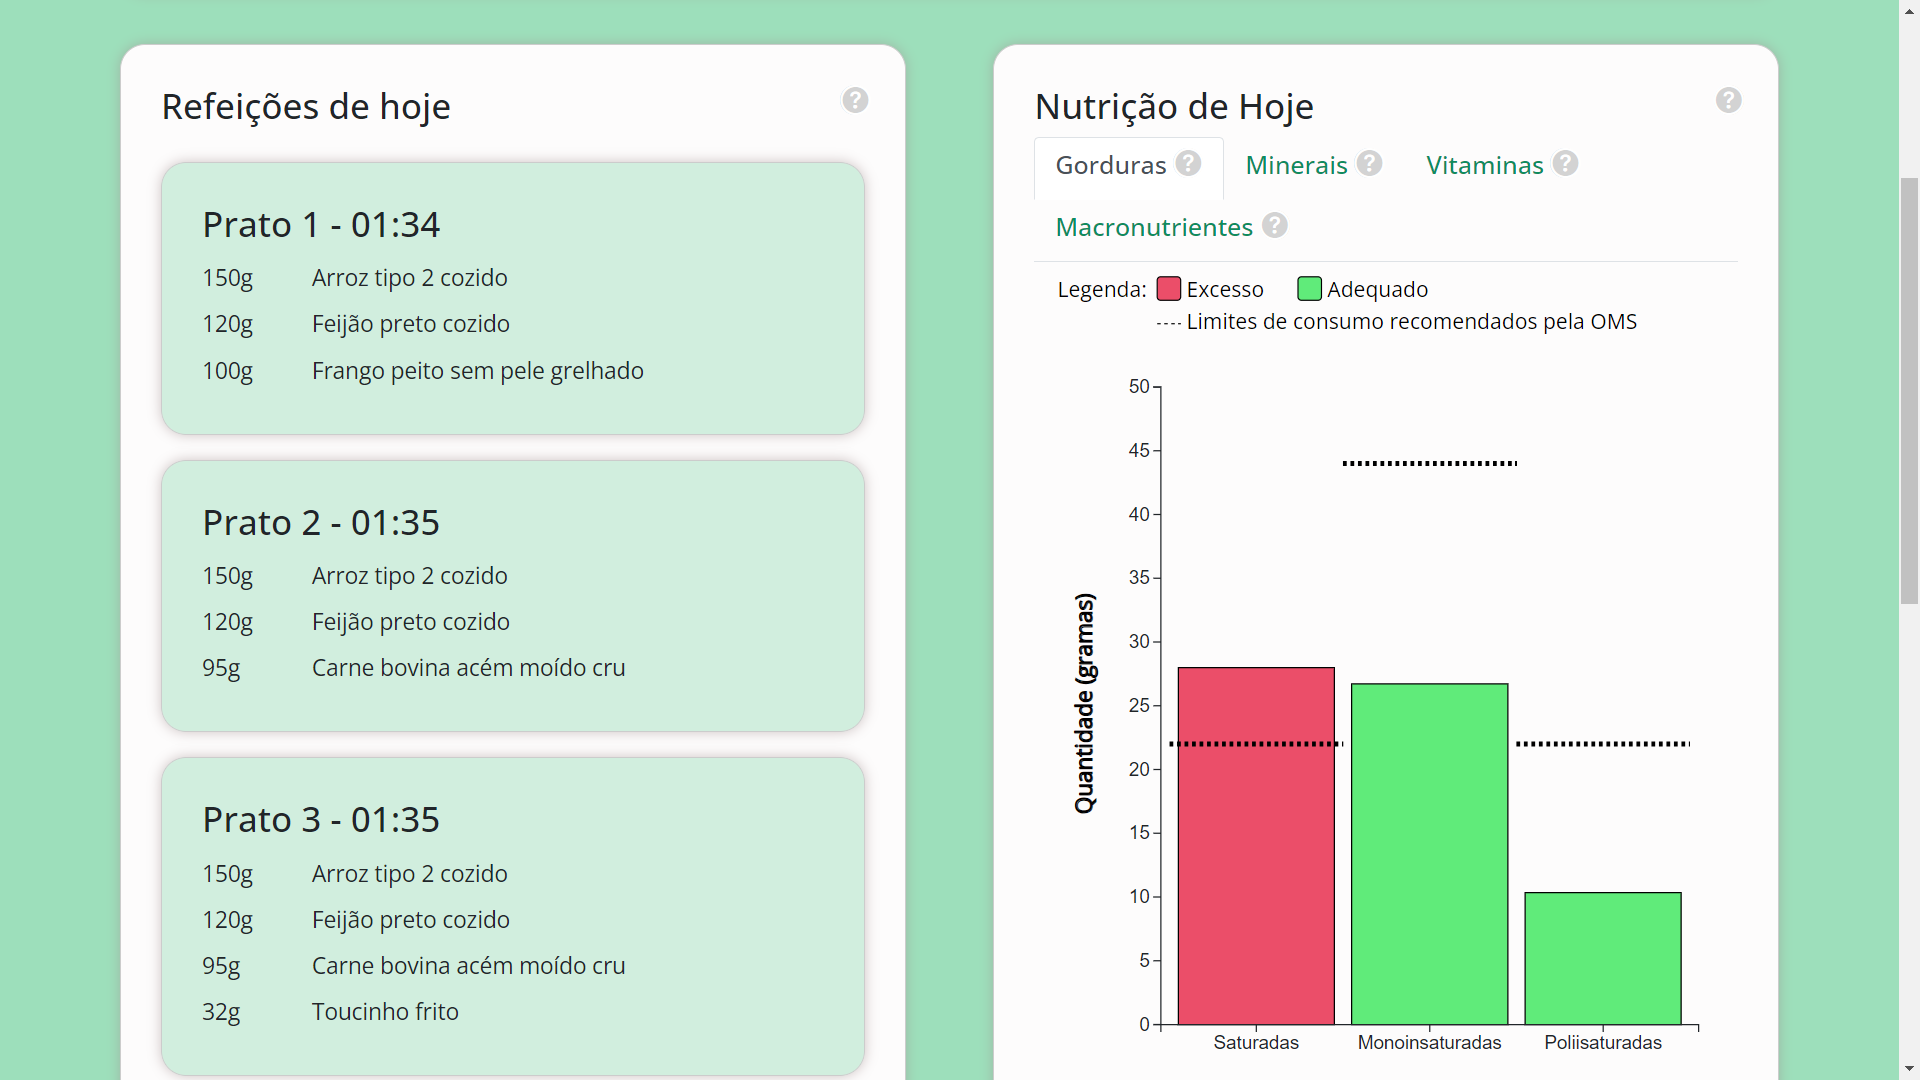 Refeições de hoje
?
Prato 1 - 01:34
150g Arroz tipo 2 cozido
120g Feijão preto cozido
100g Frango peito sem pele grelhado
Prato 2 - 01:35
150g Arroz tipo 2 cozido
120g Feijão preto cozido
95g Carne bovina acém moído cru
Prato 3 - 01:35
150g Arroz tipo 2 cozido
120g Feijão preto cozido
95g Carne bovina acém moído cru
32g Toucinho frito
Nutrição de Hoje
?
Gorduras ? Minerais ? Vitaminas ?
Macronutrientes ?
Legenda: Excesso Adequado
---- Limites de consumo recomendados pela OMS
Quantidade (gramas)
50
45
40
35
30
25
20
15
10
5
0
Saturadas Monoinsaturadas Poliisaturadas